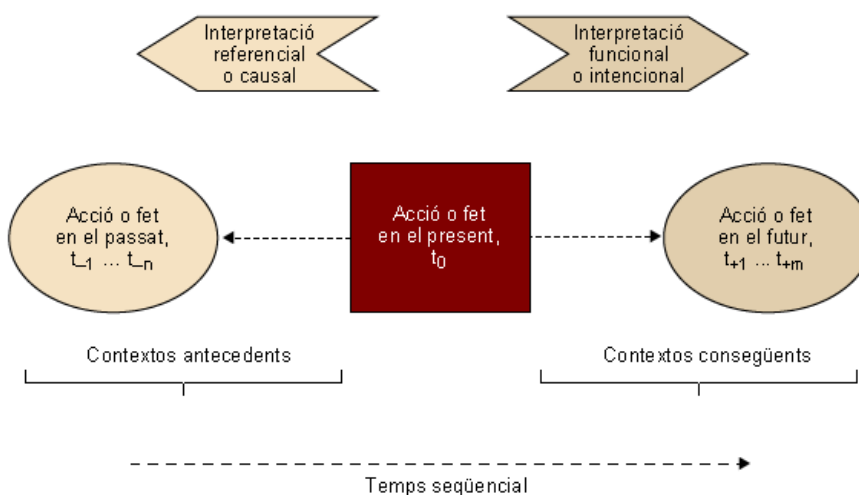 Interpretació
referencial
o causal
Interpretació
funcional
o intencional
Acció o fet
en el passat,
t–1 ... t–n
Acció o fet
en el present,
t0
Acció o fet
en el futur,
t+1 ... t+m
Contextos antecedents
Contextos consegüents
Temps seqüencial